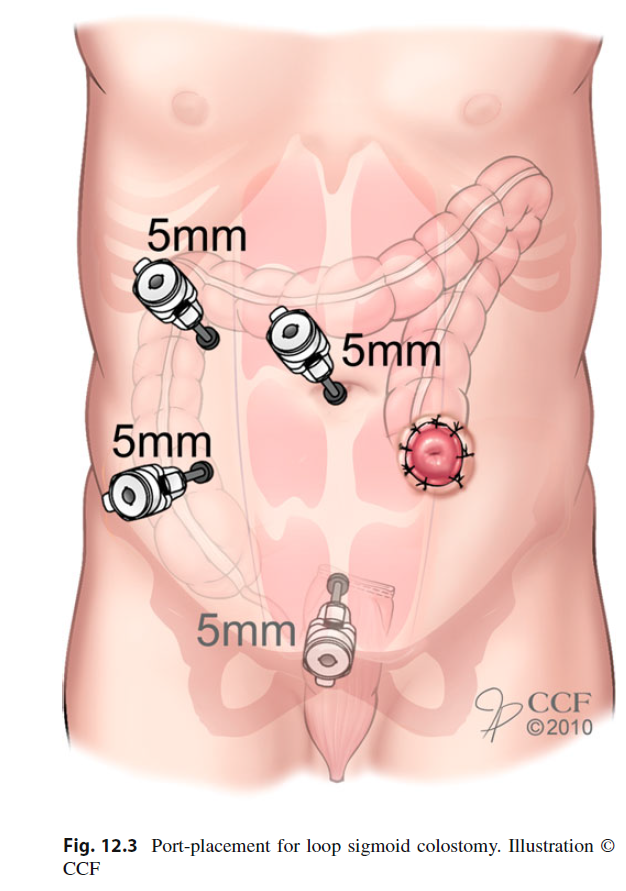 5mm
5mm
5mm
5mm
CCF
©2010
Fig. 12.3 Port-placement for loop sigmoid colostomy. Illustration ©
CCF